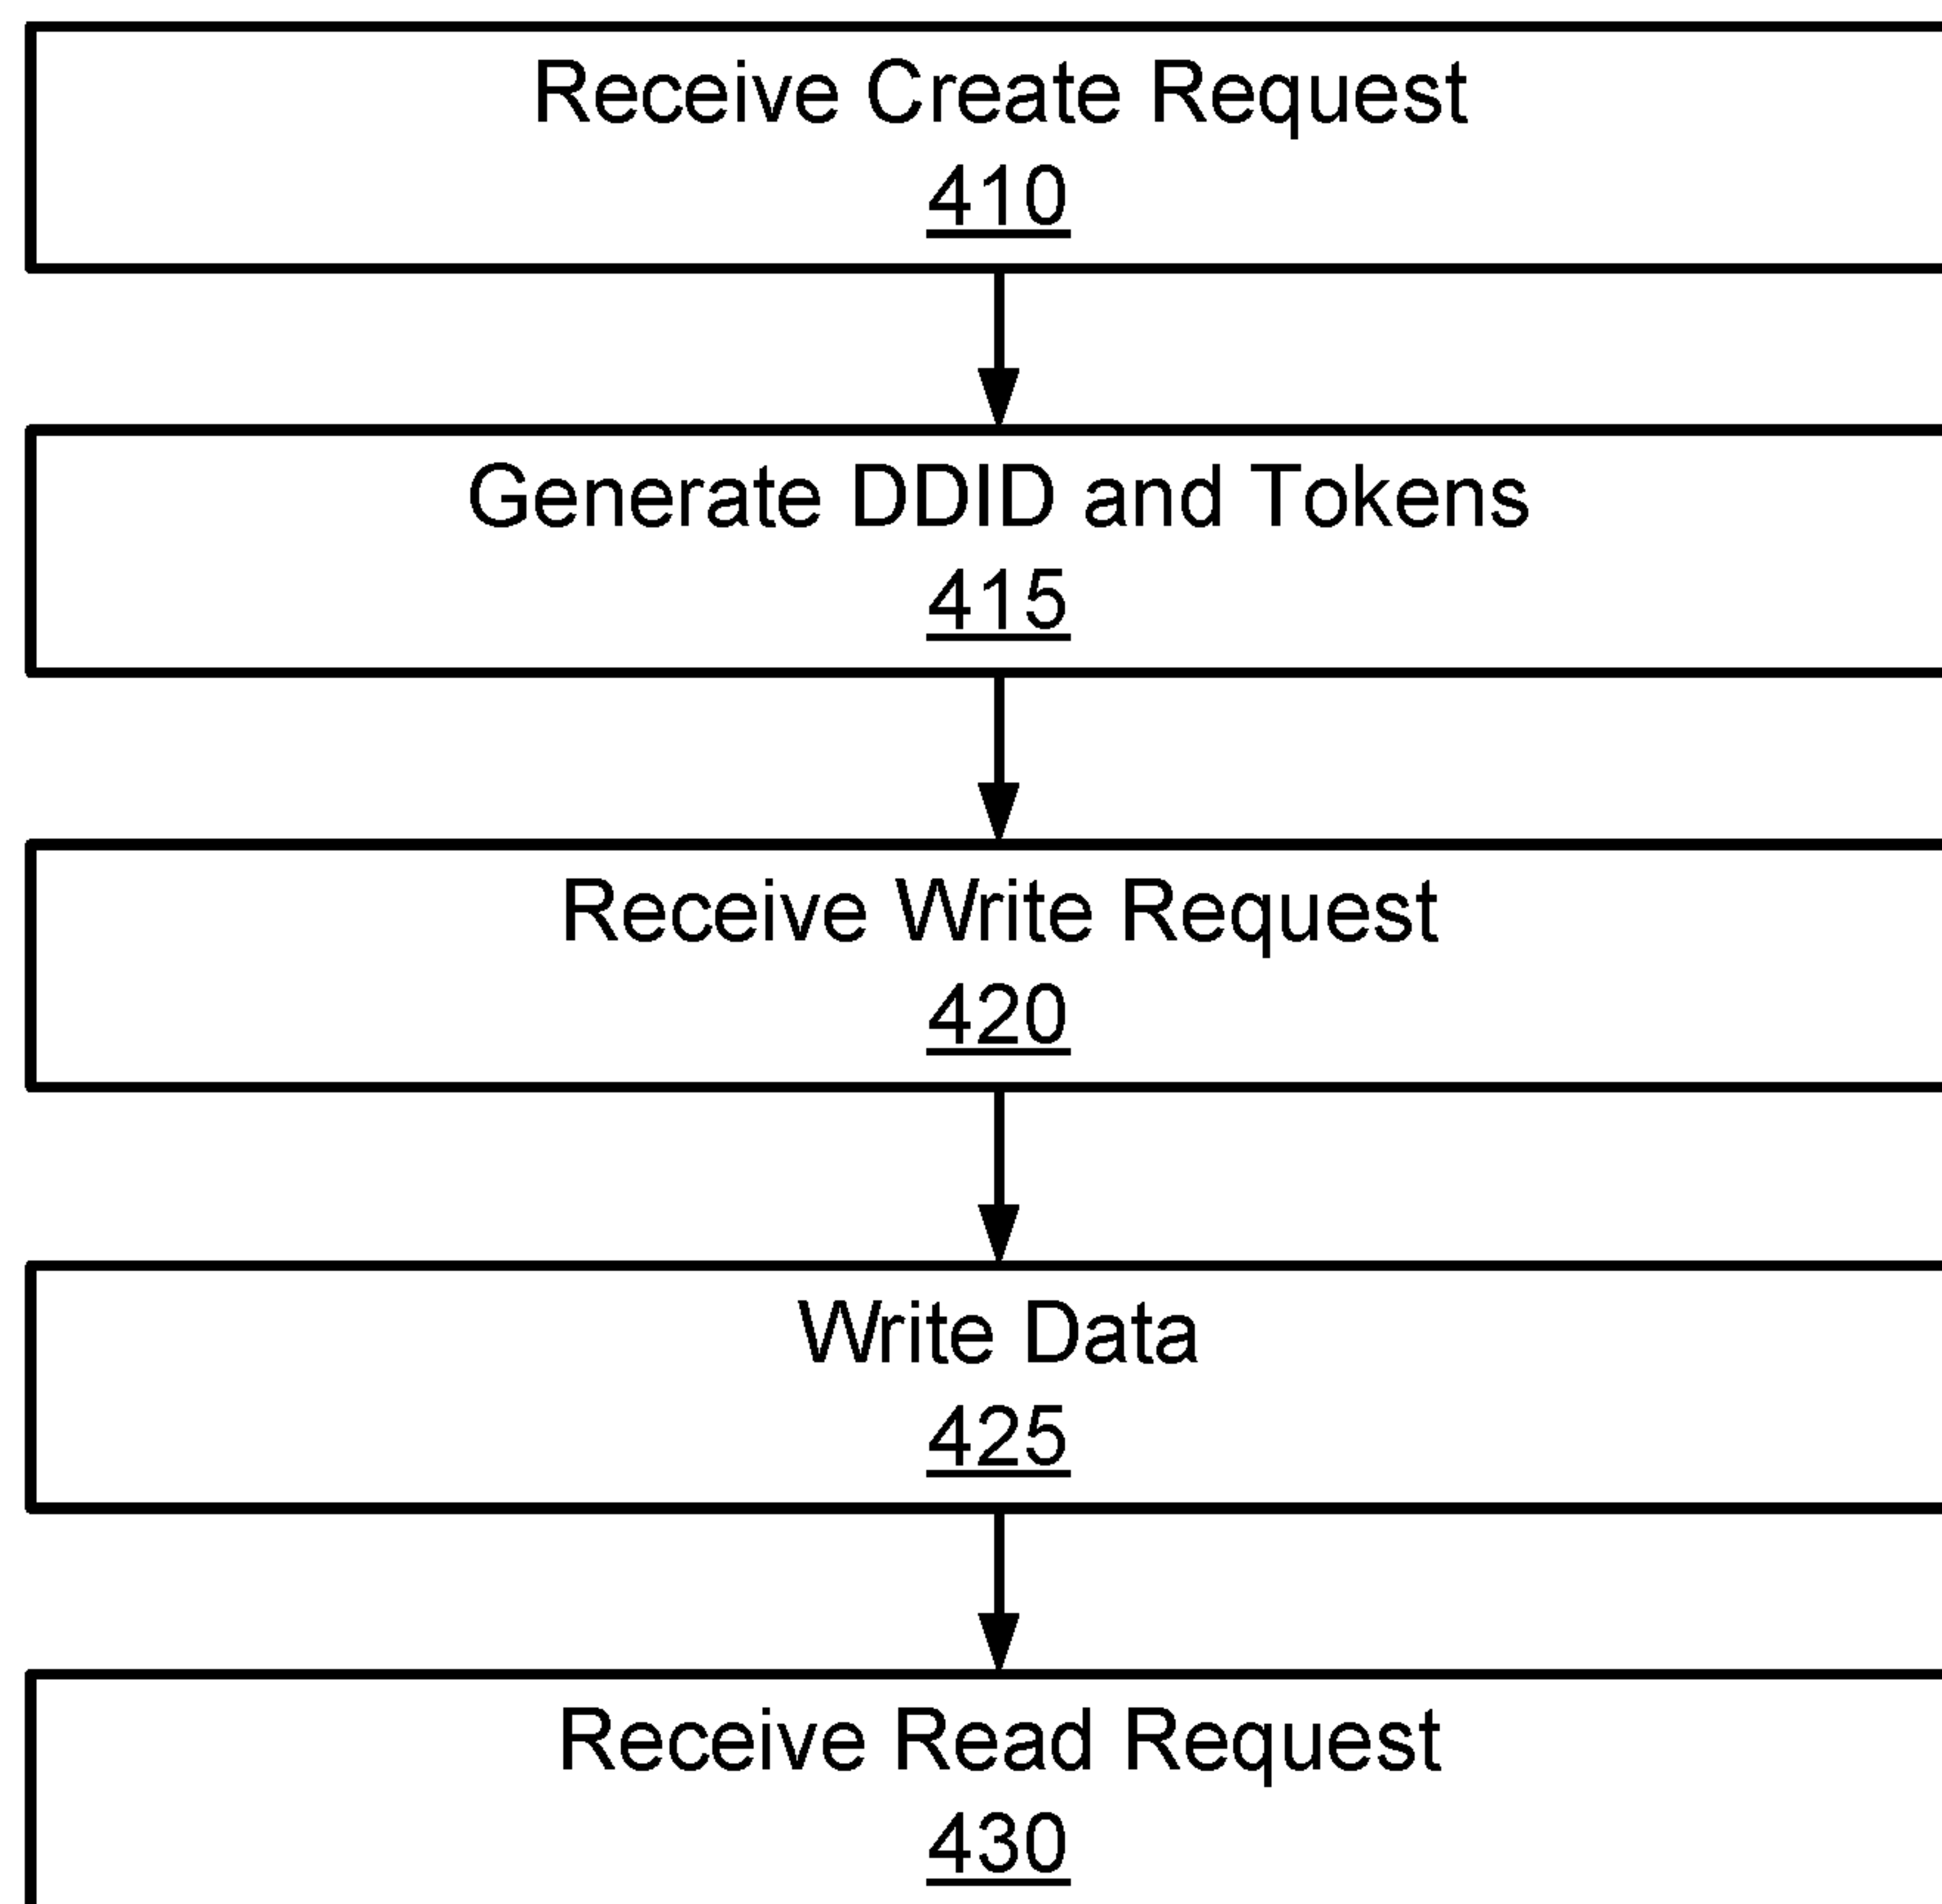 Receive Create Request
410
Generate DDID and Tokens
415
Receive Write Request
420
Write Data
425
Receive Read Request
430